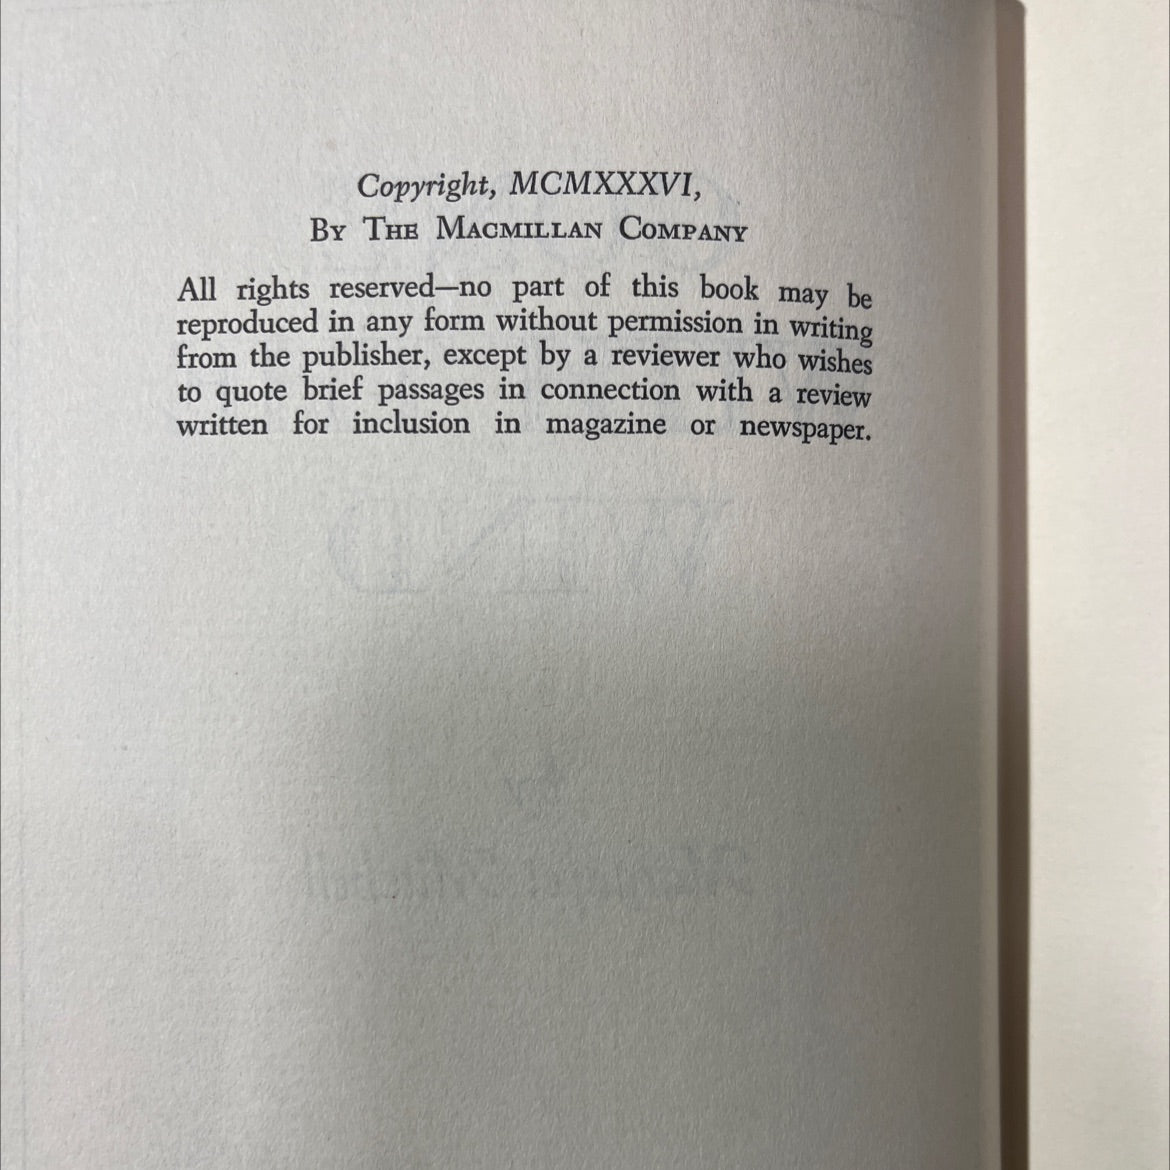 Copyright, MCMXXXVI,
By The Macmillan Company
All rights reserved—no part of this book may be
reproduced in any form without permission in writing
from the publisher, except by a reviewer who wishes
to quote brief passages in connection with a review
written for inclusion in magazine or newspaper.
WIND